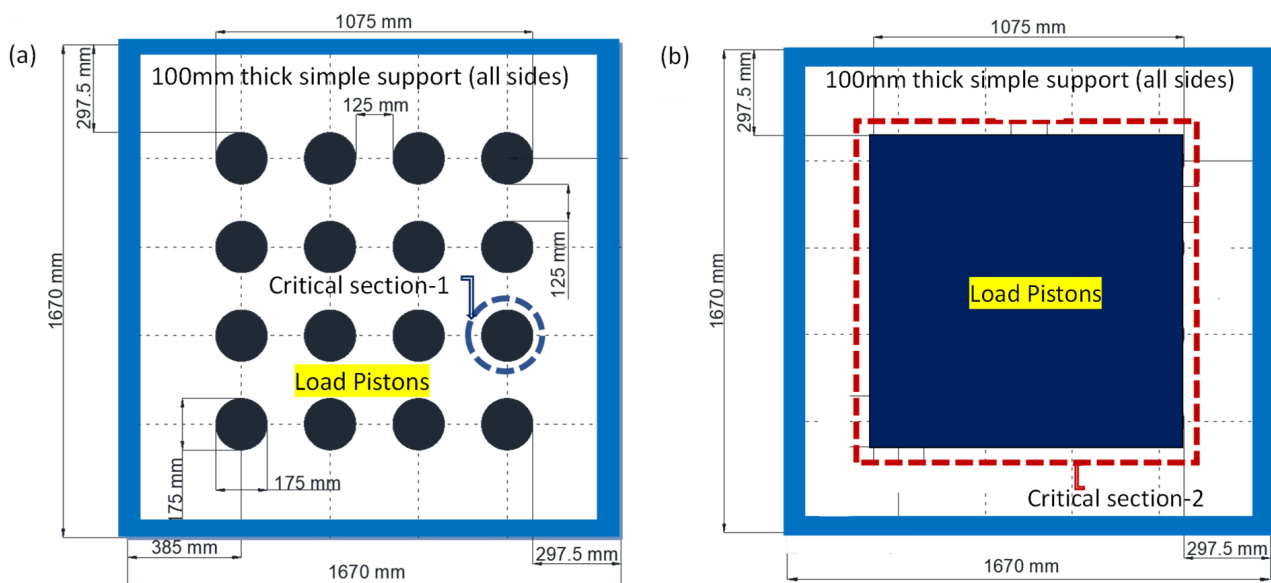 (a)
1075 mm
100mm thick simple support (all sides)
297.5 mm
125 mm
125 mm
1670 mm
Critical section-1
Load Pistons
175 mm
175 mm
385 mm
297.5 mm
1670 mm
(b)
1075 mm
100mm thick simple support (all sides)
297.5 mm
1670 mm
Load Pistons
Critical section-2
297.5 mm
1670 mm